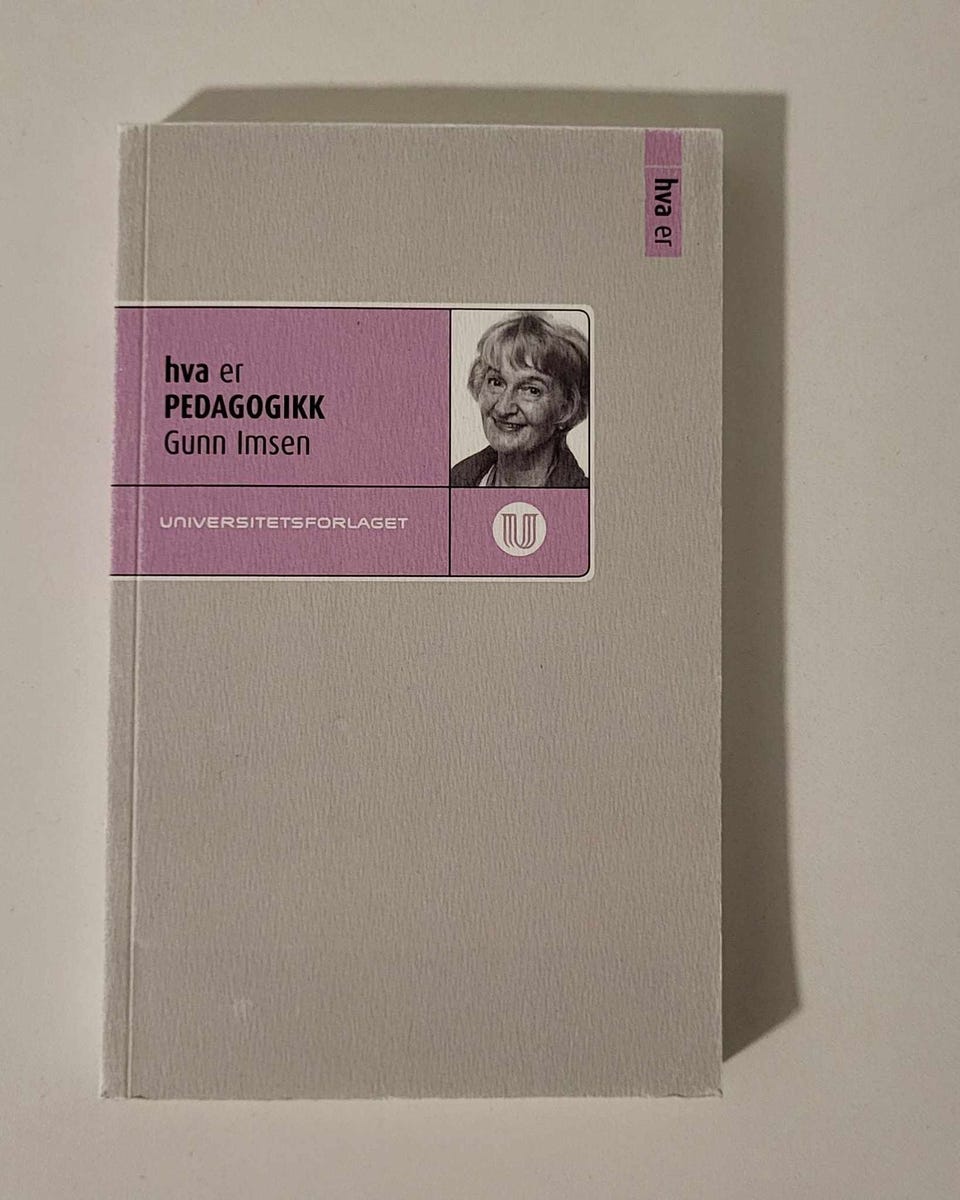 hva er
hva er
PEDAGOGIKK
Gunn Imsen
UNIVERSITETSFORLAGET
U